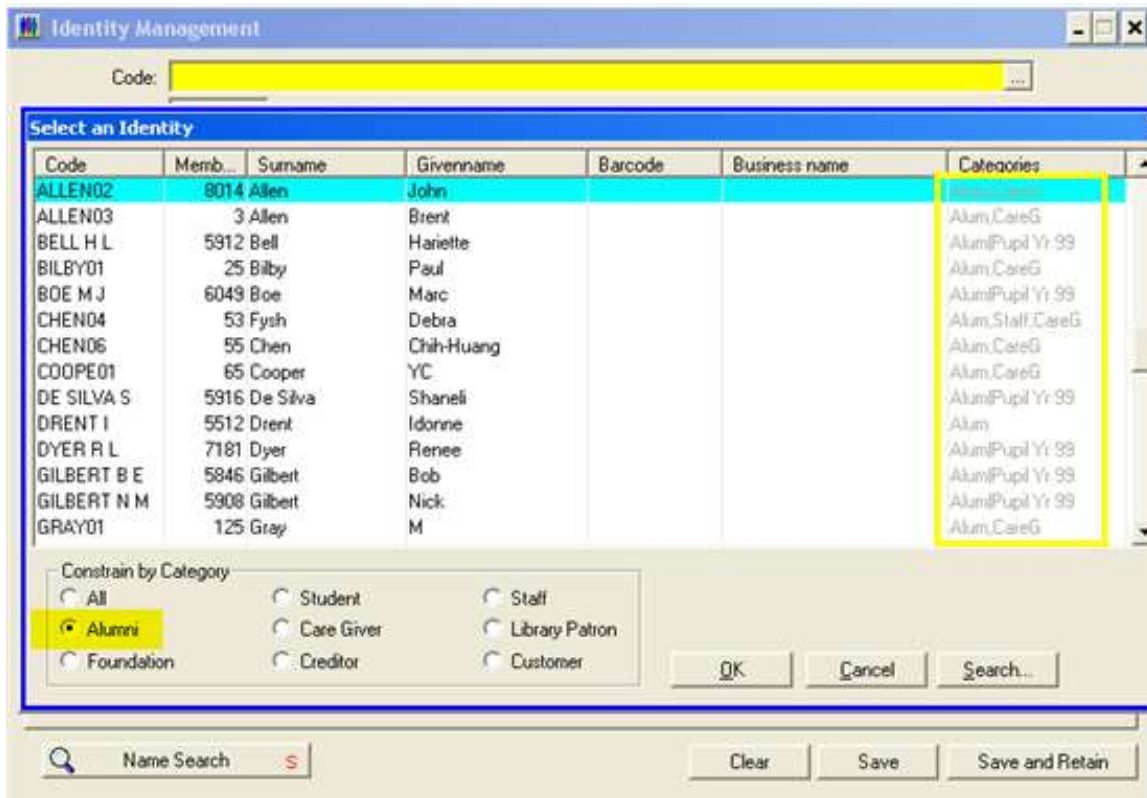 Identity Management
Code: ...
Select an Identity
Code Memb... Surname Givenname Barcode Business name Categories
ALLEN02 8014 Allen John
ALLEN03 3 Allen Brent Alum,CareG
BELL H L 5912 Bell Hariette Alum|Pupil Yr 99
BILBY01 25 Bilby Paul Alum,CareG
BOE M J 6049 Boe Marc Alum|Pupil Yr 99
CHEN04 53 Fysh Debra Alum,Staff,CareG
CHEN06 55 Chen Chih-Huang Alum,CareG
COOPE01 65 Cooper YC Alum,CareG
DE SILVA S 5916 De Silva Shaneli Alum|Pupil Yr 99
DRENT I 5512 Drent Idonne Alum
DYER R L 7181 Dyer Renee Alum|Pupil Yr 99
GILBERT B E 5846 Gilbert Bob Alum|Pupil Yr 99
GILBERT N M 5908 Gilbert Nick Alum|Pupil Yr 99
GRAY01 125 Gray M Alum,CareG
Constrain by Category
All Student Staff
Alumni Care Giver Library Patron
Foundation Creditor Customer
OK Cancel Search...
Name Search S Clear Save Save and Retain